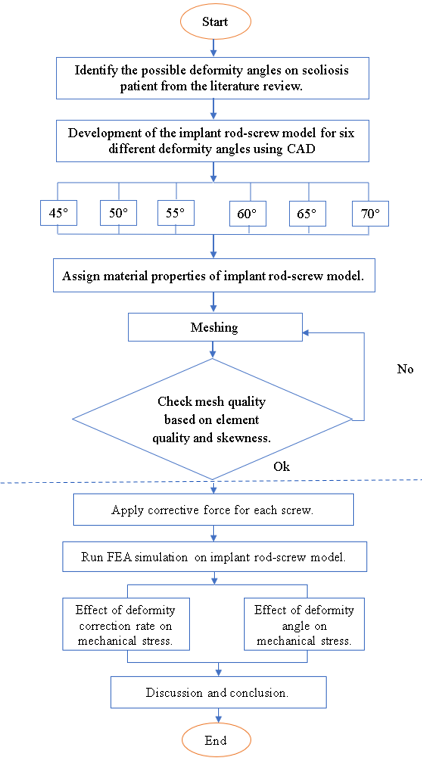 Start
Identify the possible deformity angles on scoliosis
patient from the literature review.
Development of the implant rod-screw model for six
different deformity angles using CAD
45° 50° 55° 60° 65° 70°
Assign material properties of implant rod-screw model.
Meshing
No
Check mesh quality
based on element
quality and skewness.
Ok
Apply corrective force for each screw.
Run FEA simulation on implant rod-screw model.
Effect of deformity
correction rate on
mechanical stress.
Effect of deformity
angle on
mechanical stress.
Discussion and conclusion.
End